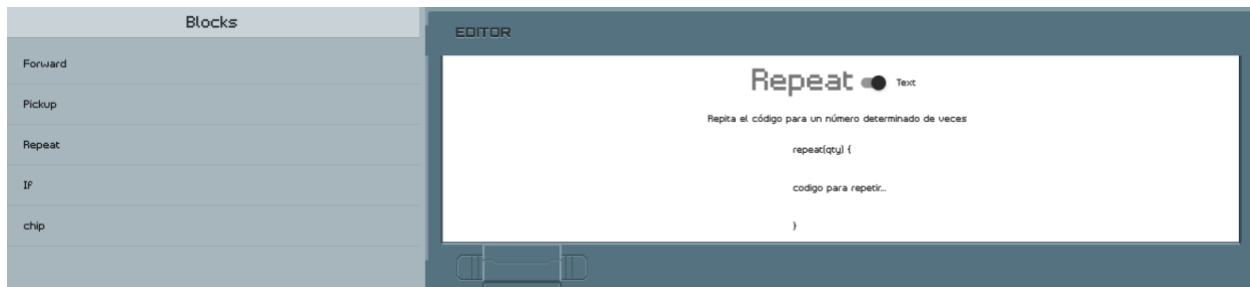 Blocks
Forward
Pickup
Repeat
If
chip
EDITOR
Repeat Text
Repita el código para un número determinado de veces
repeat(qty) {
codigo para repetir...
}